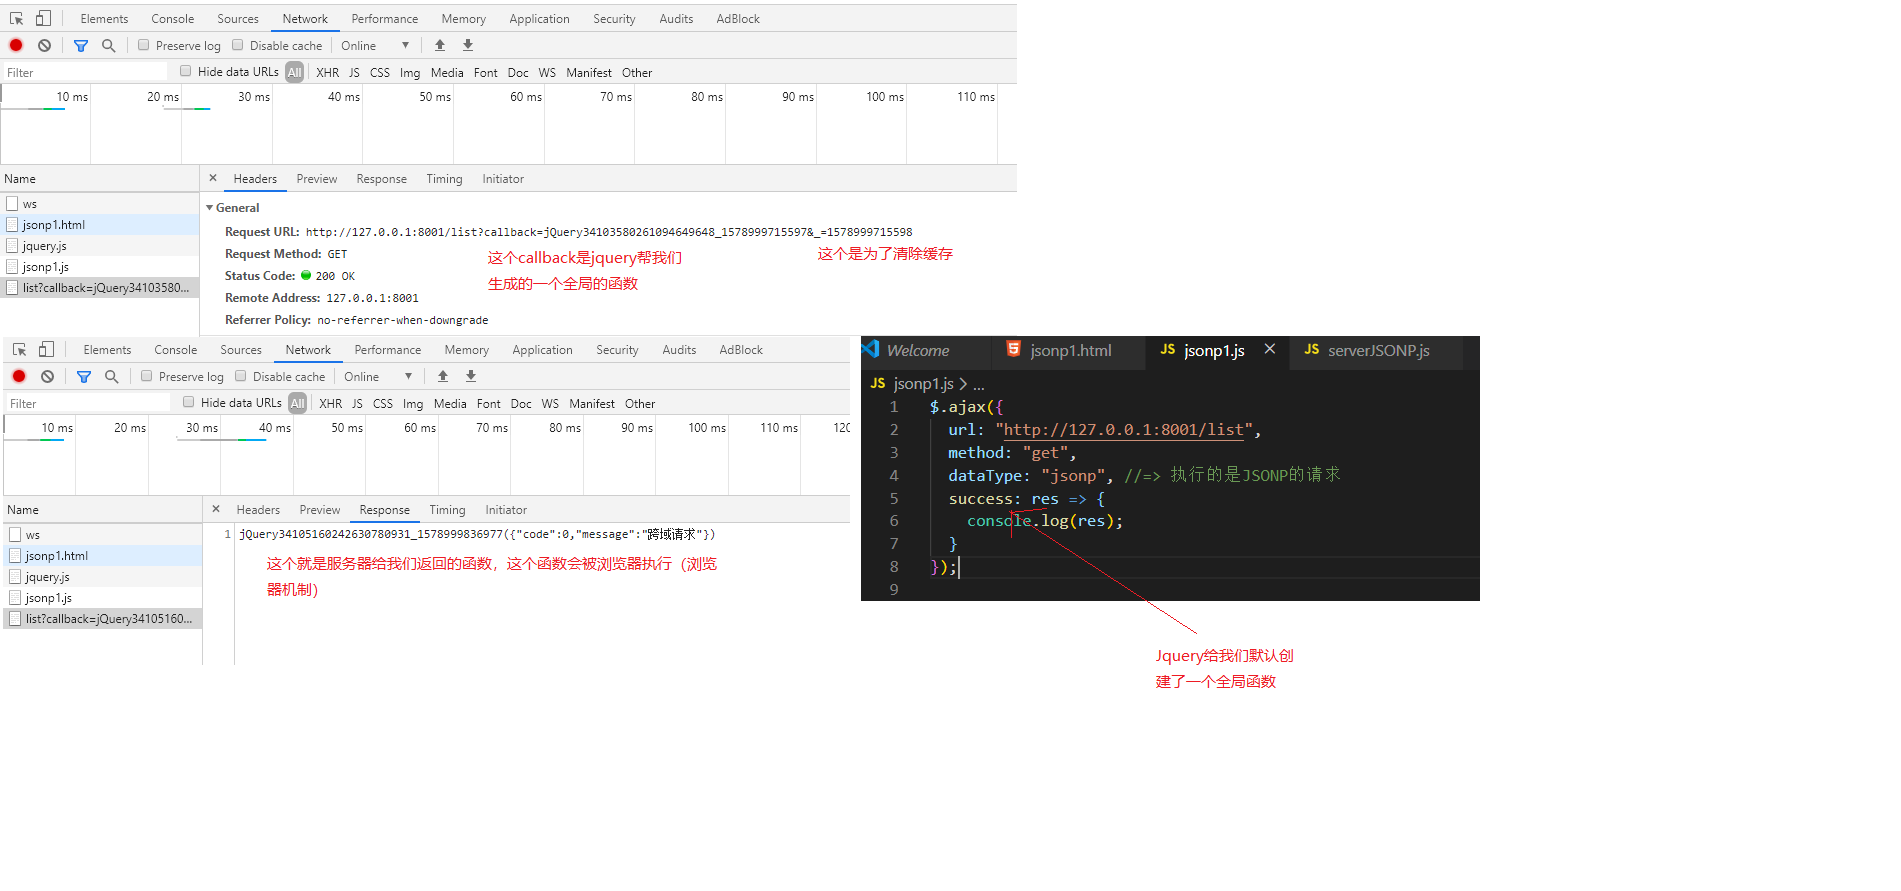 Elements Console Sources Network Performance Memory Application Security Audits AdBlock
Preserve log Disable cache Online
Filter Hide data URLs All XHR JS CSS Img Media Font Doc WS Manifest Other
10 ms 20 ms 30 ms 40 ms 50 ms 60 ms 70 ms 80 ms 90 ms 100 ms 110 ms
Name
ws
jsonp1.html
jquery.js
jsonp1.js
list?callback=jQuery34103580...
× Headers Preview Response Timing Initiator
General
Request URL: http://127.0.0.1:8001/list?callback=jQuery34103580261094649648_1578999715597&_=1578999715598
Request Method: GET
Status Code: 200 OK
Remote Address: 127.0.0.1:8001
Referrer Policy: no-referrer-when-downgrade
这个callback是jquery帮我们
生成的一个全局的函数
这个是为了清除缓存
Elements Console Sources Network Performance Memory Application Security Audits AdBlock
Preserve log Disable cache Online
Filter Hide data URLs All XHR JS CSS Img Media Font Doc WS Manifest Other
10 ms 20 ms 30 ms 40 ms 50 ms 60 ms 70 ms 80 ms 90 ms 100 ms 110 ms 120
Name
ws
jsonp1.html
jquery.js
jsonp1.js
list?callback=jQuery34105160...
× Headers Preview Response Timing Initiator
1 jQuery34105160242630780931_1578999836977({"code":0,"message":"跨域请求"})
这个就是服务器给我们返回的函数，这个函数会被浏览器执行（浏览
器机制）
Welcome jsonp1.html JS jsonp1.js × JS serverJSONP.js
JS jsonp1.js > ...
1 $.ajax({
2 url: "http://127.0.0.1:8001/list",
3 method: "get",
4 dataType: "jsonp", //=> 执行的是JSONP的请求
5 success: res => {
6 console.log(res);
7 }
8 });
9
Jquery给我们默认创
建了一个全局函数